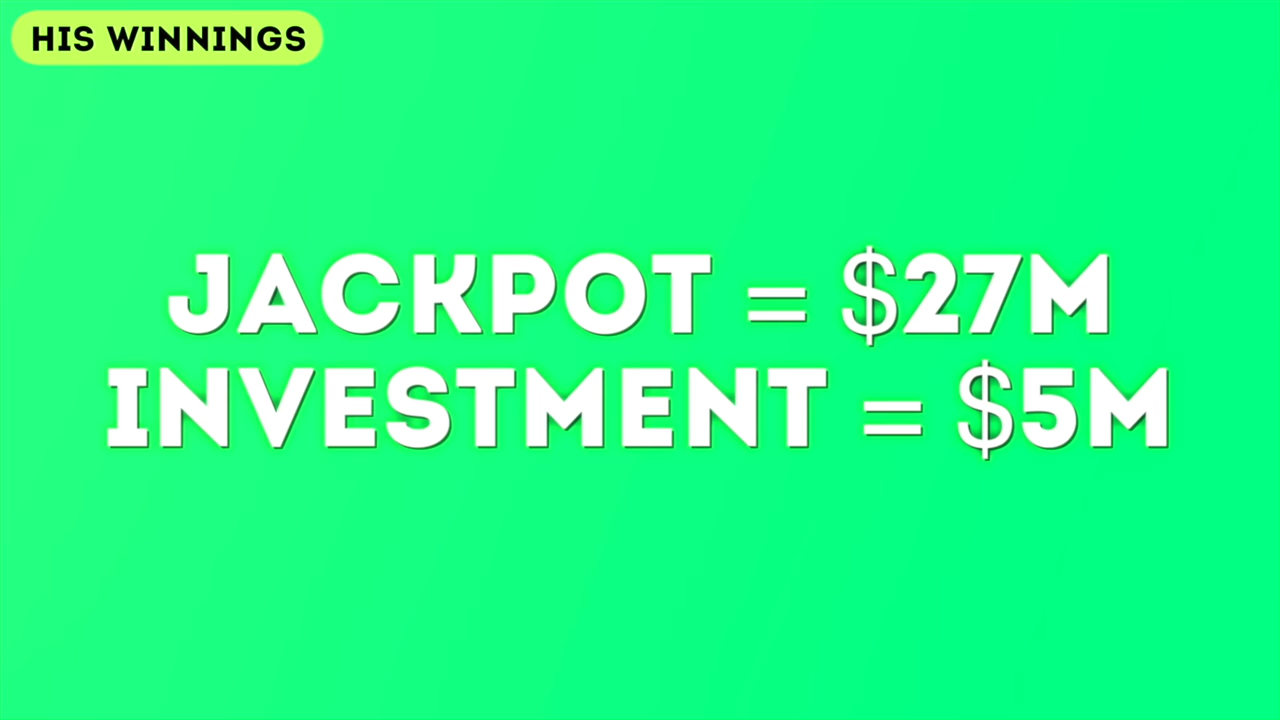 HIS WINNINGS
JACKPOT = $27M
INVESTMENT = $5M